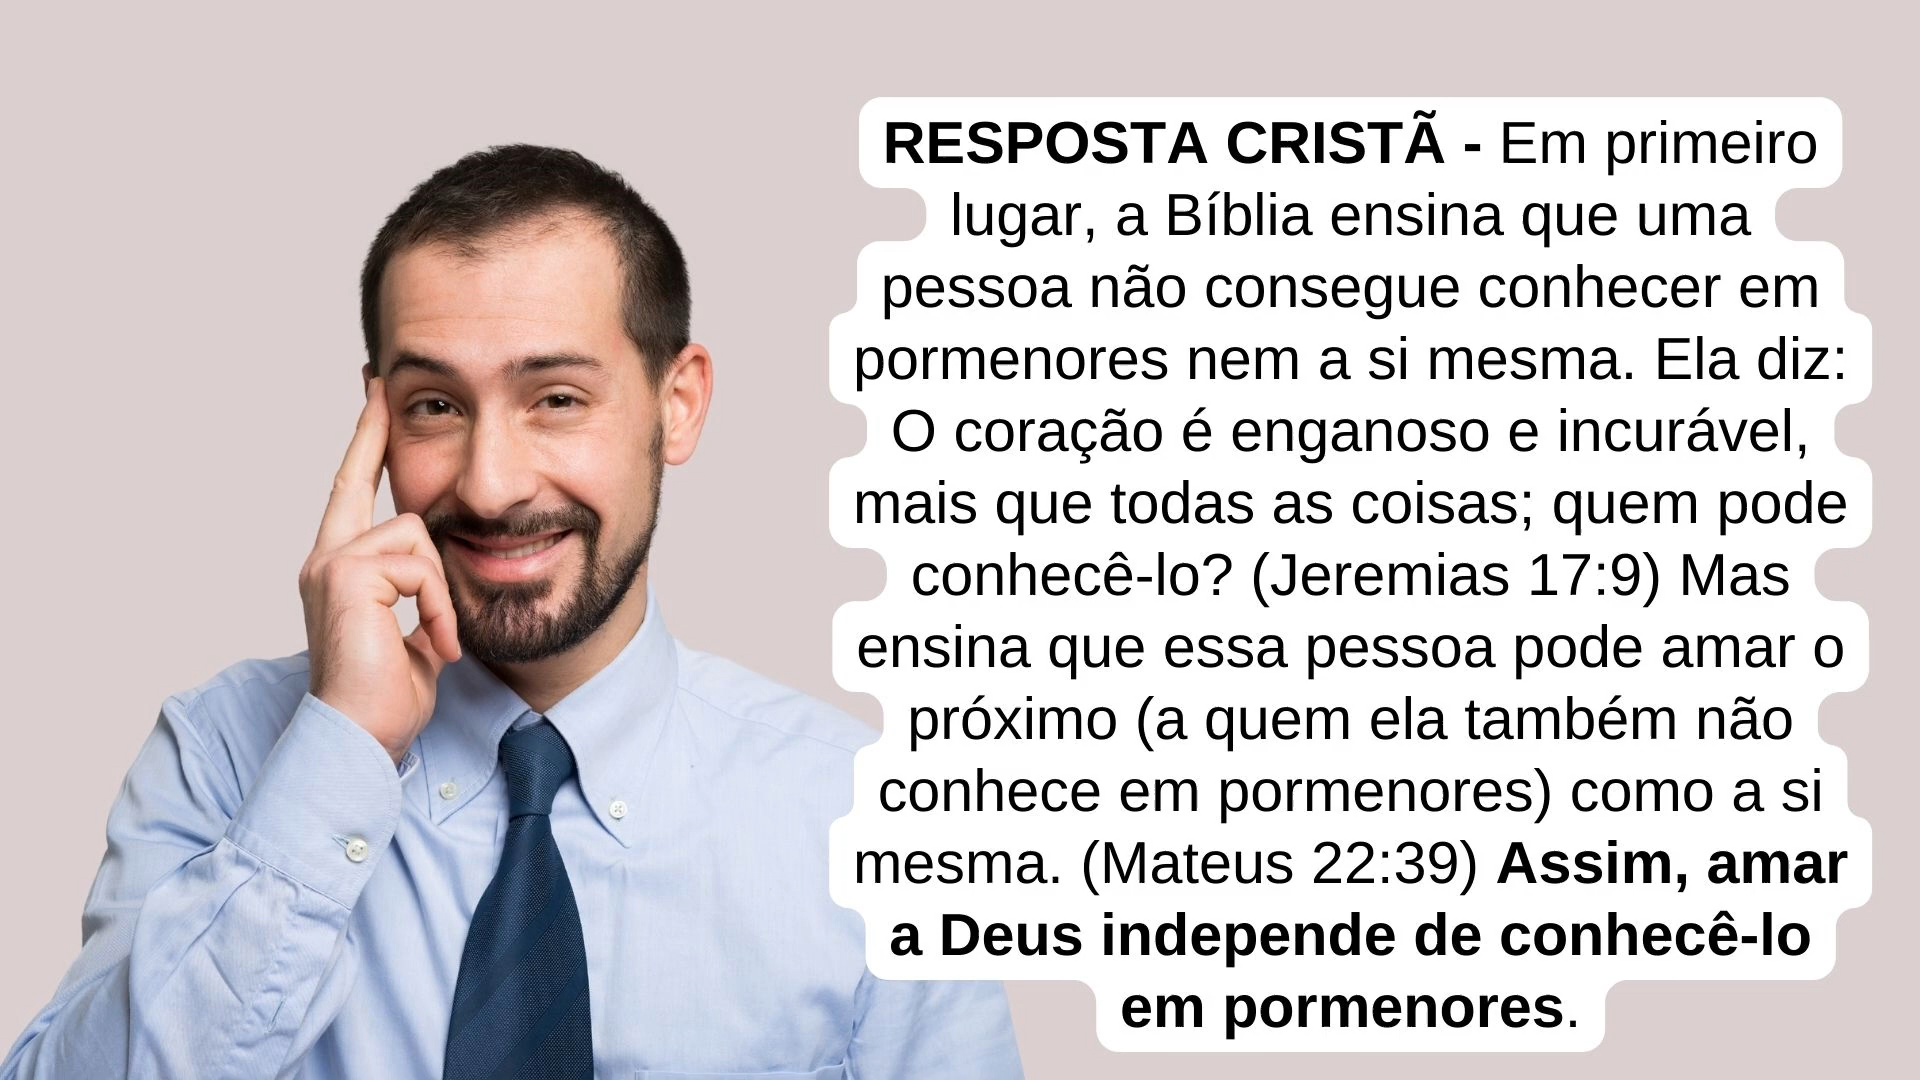 RESPOSTA CRISTÃ - Em primeiro
lugar, a Bíblia ensina que uma
pessoa não consegue conhecer em
pormenores nem a si mesma. Ela diz:
O coração é enganoso e incurável,
mais que todas as coisas; quem pode
conhecê-lo? (Jeremias 17:9) Mas
ensina que essa pessoa pode amar o
próximo (a quem ela também não
conhece em pormenores) como a si
mesma. (Mateus 22:39) Assim, amar
a Deus independe de conhecê-lo
em pormenores.